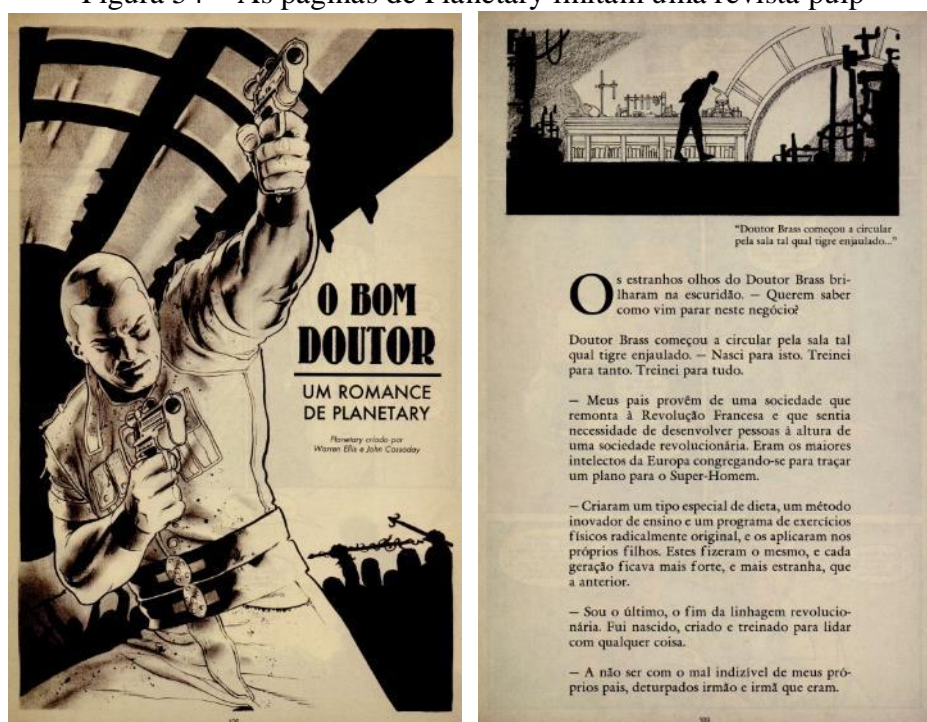 Figura 34 – As páginas de Planetary imitam uma revista pulp
O BOM
DOUTOR
UM ROMANCE
DE PLANETARY
Planetary criado por
Warren Ellis e John Cassaday
“Doutor Brass começou a circular
pela sala tal qual tigre enjaulado...”
Os estranhos olhos do Doutor Brass bri-
lharam na escuridão. — Querem saber
como vim parar neste negócio?
Doutor Brass começou a circular pela sala tal
qual tigre enjaulado. — Nasci para isto. Treinei
para tanto. Treinei para tudo.
— Meus pais provêm de uma sociedade que
remonta à Revolução Francesa e que sentia
necessidade de desenvolver pessoas à altura de
uma sociedade revolucionária. Eram os maiores
intelectos da Europa congregando-se para traçar
um plano para o Super-Homem.
— Criaram um tipo especial de dieta, um método
inovador de ensino e um programa de exercícios
físicos radicalmente original, e os aplicaram nos
próprios filhos. Estes fizeram o mesmo, e cada
geração ficava mais forte, e mais estranha, que
a anterior.
— Sou o último, o fim da linhagem revolucio-
nária. Fui nascido, criado e treinado para lidar
com qualquer coisa.
— A não ser com o mal indizível de meus pró-
prios pais, deturpados irmão e irmã que eram.